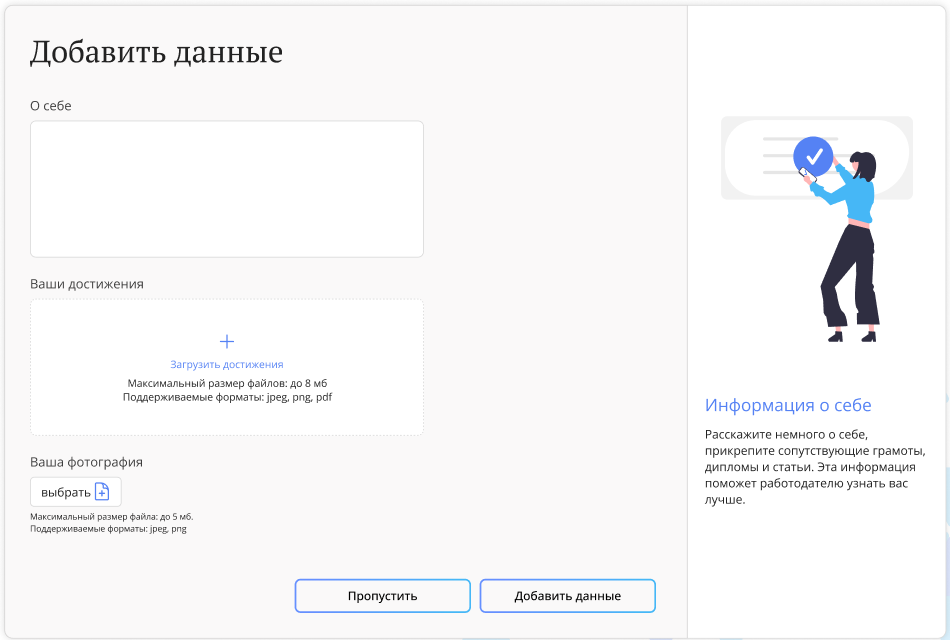 Добавить данные
О себе
Ваши достижения
Загрузить достижения
Максимальный размер файлов: до 8 мб
Поддерживаемые форматы: jpeg, png, pdf
Ваша фотография
выбрать
Максимальный размер файла: до 5 мб.
Поддерживаемые форматы: jpeg, png
Пропустить
Добавить данные
Информация о себе
Расскажите немного о себе,
прикрепите сопутствующие грамоты,
дипломы и статьи. Эта информация
поможет работодателю узнать вас
лучше.